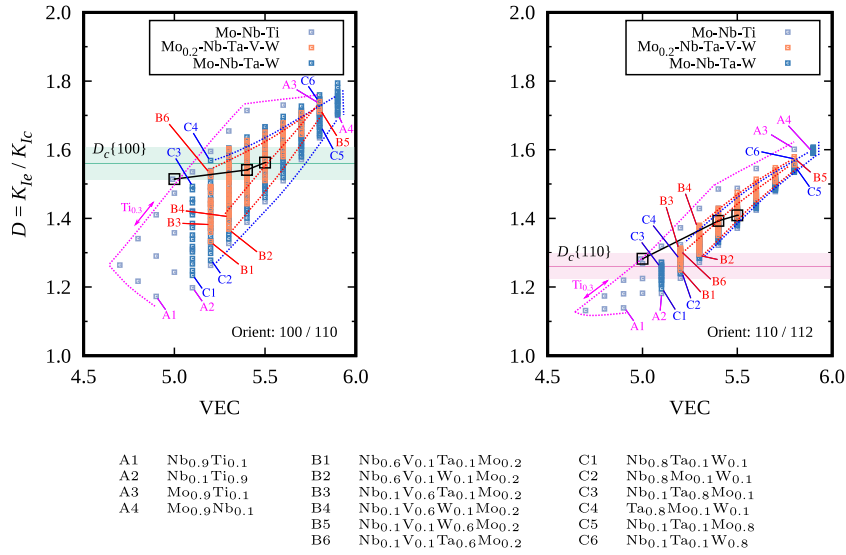 Mo-Nb-Ti
Mo0.2-Nb-Ta-V-W
Mo-Nb-Ta-W
2.0
1.8
1.6
1.4
1.2
1.0
D = KIe / KIc
4.5
5.0
5.5
6.0
VEC
Dc{100}
Ti0.3
A3
C6
A4
B5
C5
B6
C4
C3
B4
B3
B2
B1
C2
C1
A2
A1
Orient: 100 / 110
Mo-Nb-Ti
Mo0.2-Nb-Ta-V-W
Mo-Nb-Ta-W
2.0
1.8
1.6
1.4
1.2
1.0
4.5
5.0
5.5
6.0
VEC
Dc{110}
Ti0.3
A3
A4
C6
B5
C5
B4
B3
C4
C3
B2
B6
B1
C2
C1
A2
A1
Orient: 110 / 112
A1 Nb0.9Ti0.1 B1 Nb0.6V0.1Ta0.1Mo0.2 C1 Nb0.8Ta0.1W0.1
A2 Nb0.1Ti0.9 B2 Nb0.6V0.1W0.1Mo0.2 C2 Nb0.8Mo0.1W0.1
A3 Mo0.9Ti0.1 B3 Nb0.1V0.6Ta0.1Mo0.2 C3 Nb0.1Ta0.8Mo0.1
A4 Mo0.9Nb0.1 B4 Nb0.1V0.6W0.1Mo0.2 C4 Ta0.8Mo0.1W0.1
B5 Nb0.1V0.1W0.6Mo0.2 C5 Nb0.1Ta0.1Mo0.8
B6 Nb0.1V0.1Ta0.6Mo0.2 C6 Nb0.1Ta0.1W0.8